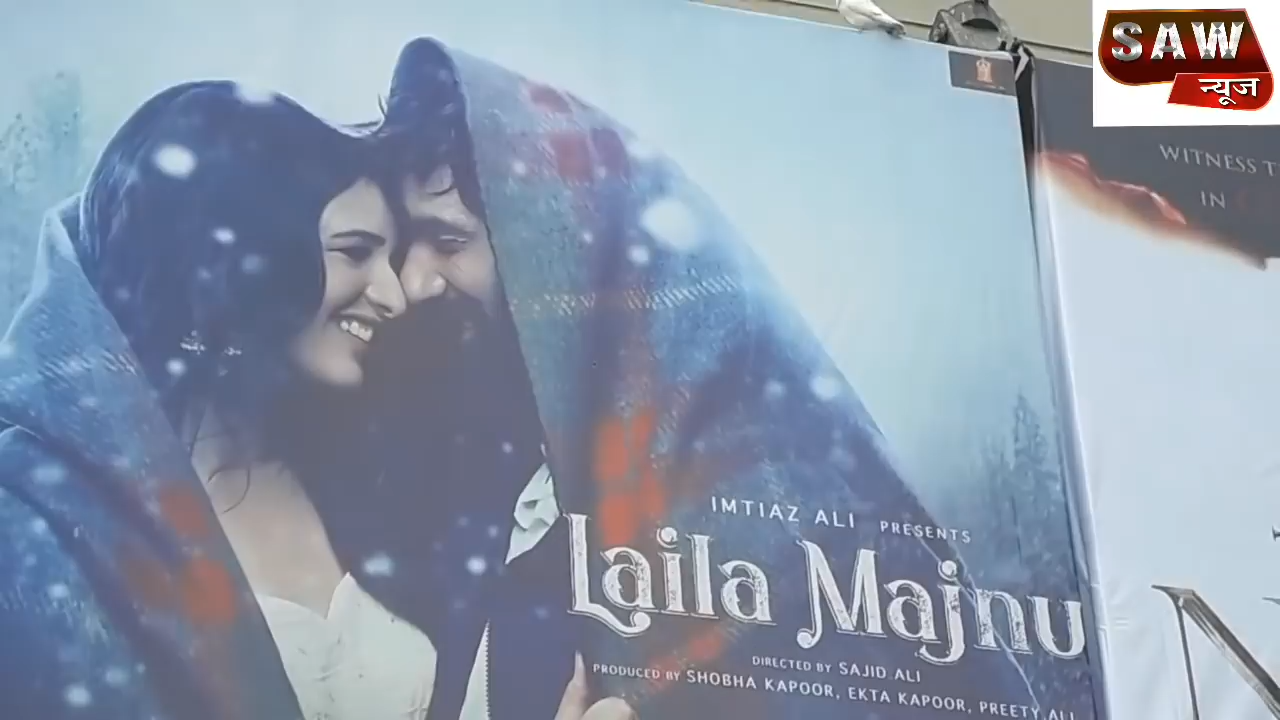 SAW
न्यूज
WITNESS T
IN
IMTIAZ ALI PRESENTS
Laila Majnu
DIRECTED BY SAJID ALI
PRODUCED BY SHOBHA KAPOOR, EKTA KAPOOR, PREETY ALI